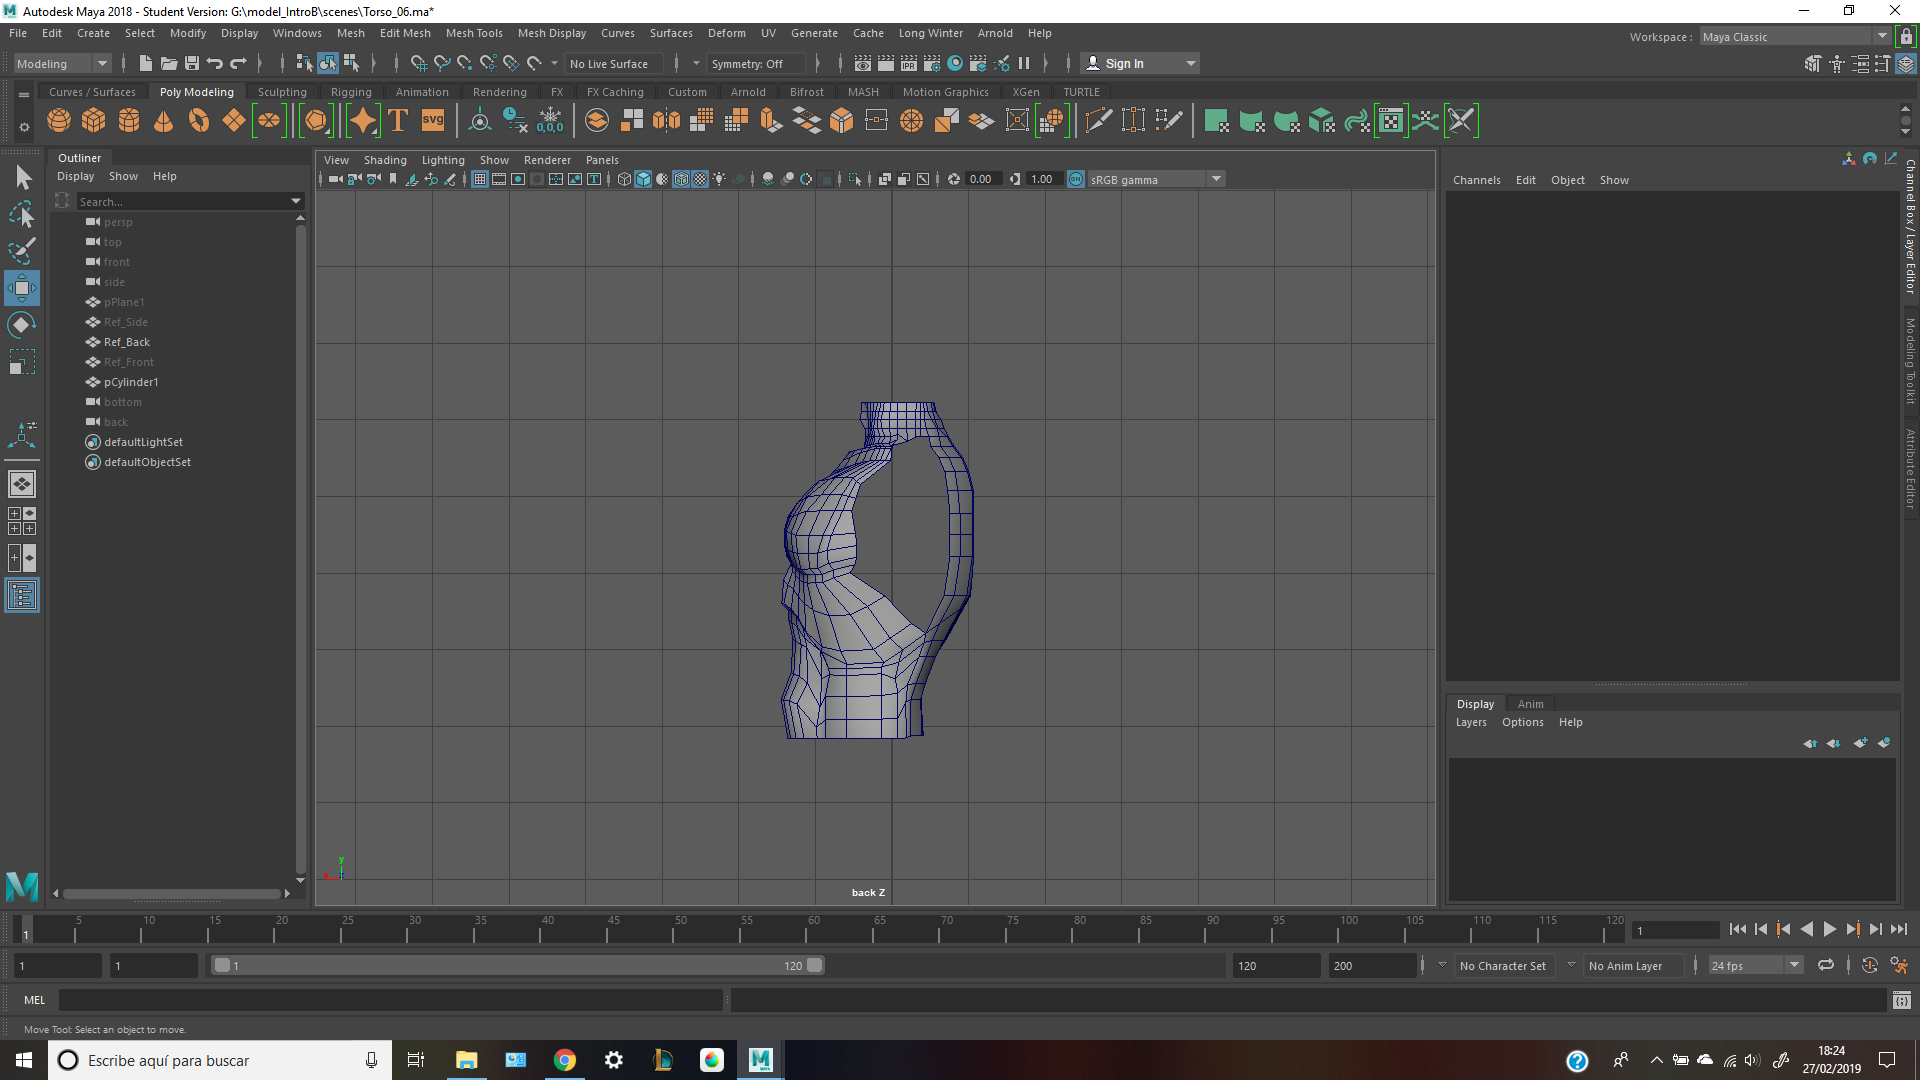 Autodesk Maya 2018 - Student Version: G:\model_IntroB\scenes\Torso_06.ma*
File Edit Create Select Modify Display Windows Mesh Edit Mesh Mesh Tools Mesh Display Curves Surfaces Deform UV Generate Cache Long Winter Arnold Help
Workspace : Maya Classic
Modeling No Live Surface Symmetry: Off IPR Sign In
Curves / Surfaces Poly Modeling Sculpting Rigging Animation Rendering FX FX Caching Custom Arnold Bifrost MASH Motion Graphics XGen TURTLE
T svg 0,0,0
Outliner
Display Show Help
Search...
persp
top
front
side
pPlane1
Ref_Side
Ref_Back
Ref_Front
pCylinder1
bottom
back
defaultLightSet
defaultObjectSet
View Shading Lighting Show Renderer Panels
0.00 1.00 ON sRGB gamma
y
back Z
Channels Edit Object Show
Channel Box / Layer Editor
Modeling Toolkit
Attribute Editor
Display Anim
Layers Options Help
5 10 15 20 25 30 35 40 45 50 55 60 65 70 75 80 85 90 95 100 105 110 115 120
1 1
1 1 1 120 120 200 No Character Set No Anim Layer 24 fps
MEL
Move Tool: Select an object to move.
Escribe aquí para buscar
18:24
27/02/2019